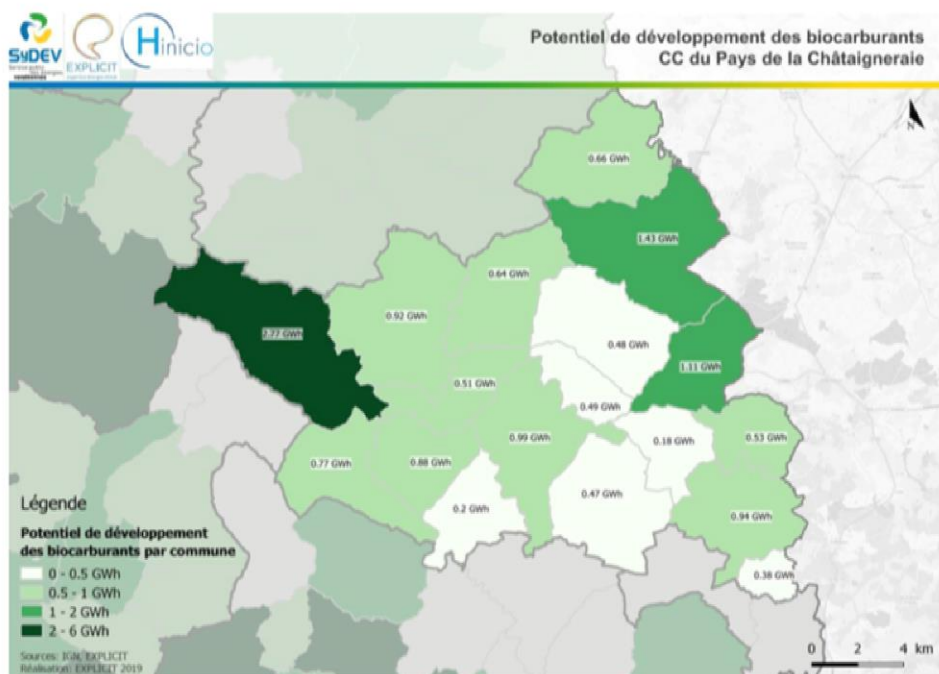 SyDEV
EXPLICIT
Hinicio
Potentiel de développement des biocarburants
CC du Pays de la Châtaigneraie
N
0.66 GWh
1.43 GWh
0.64 GWh
2.77 GWh
0.92 GWh
0.48 GWh
1.11 GWh
0.51 GWh
0.49 GWh
0.99 GWh
0.18 GWh
0.53 GWh
0.77 GWh
0.88 GWh
0.47 GWh
0.2 GWh
0.94 GWh
0.38 GWh
Légende
Potentiel de développement
des biocarburants par commune
0 - 0.5 GWh
0.5 - 1 GWh
1 - 2 GWh
2 - 6 GWh
Sources: IGN, EXPLICIT
Réalisation: EXPLICIT 2019
0 2 4 km